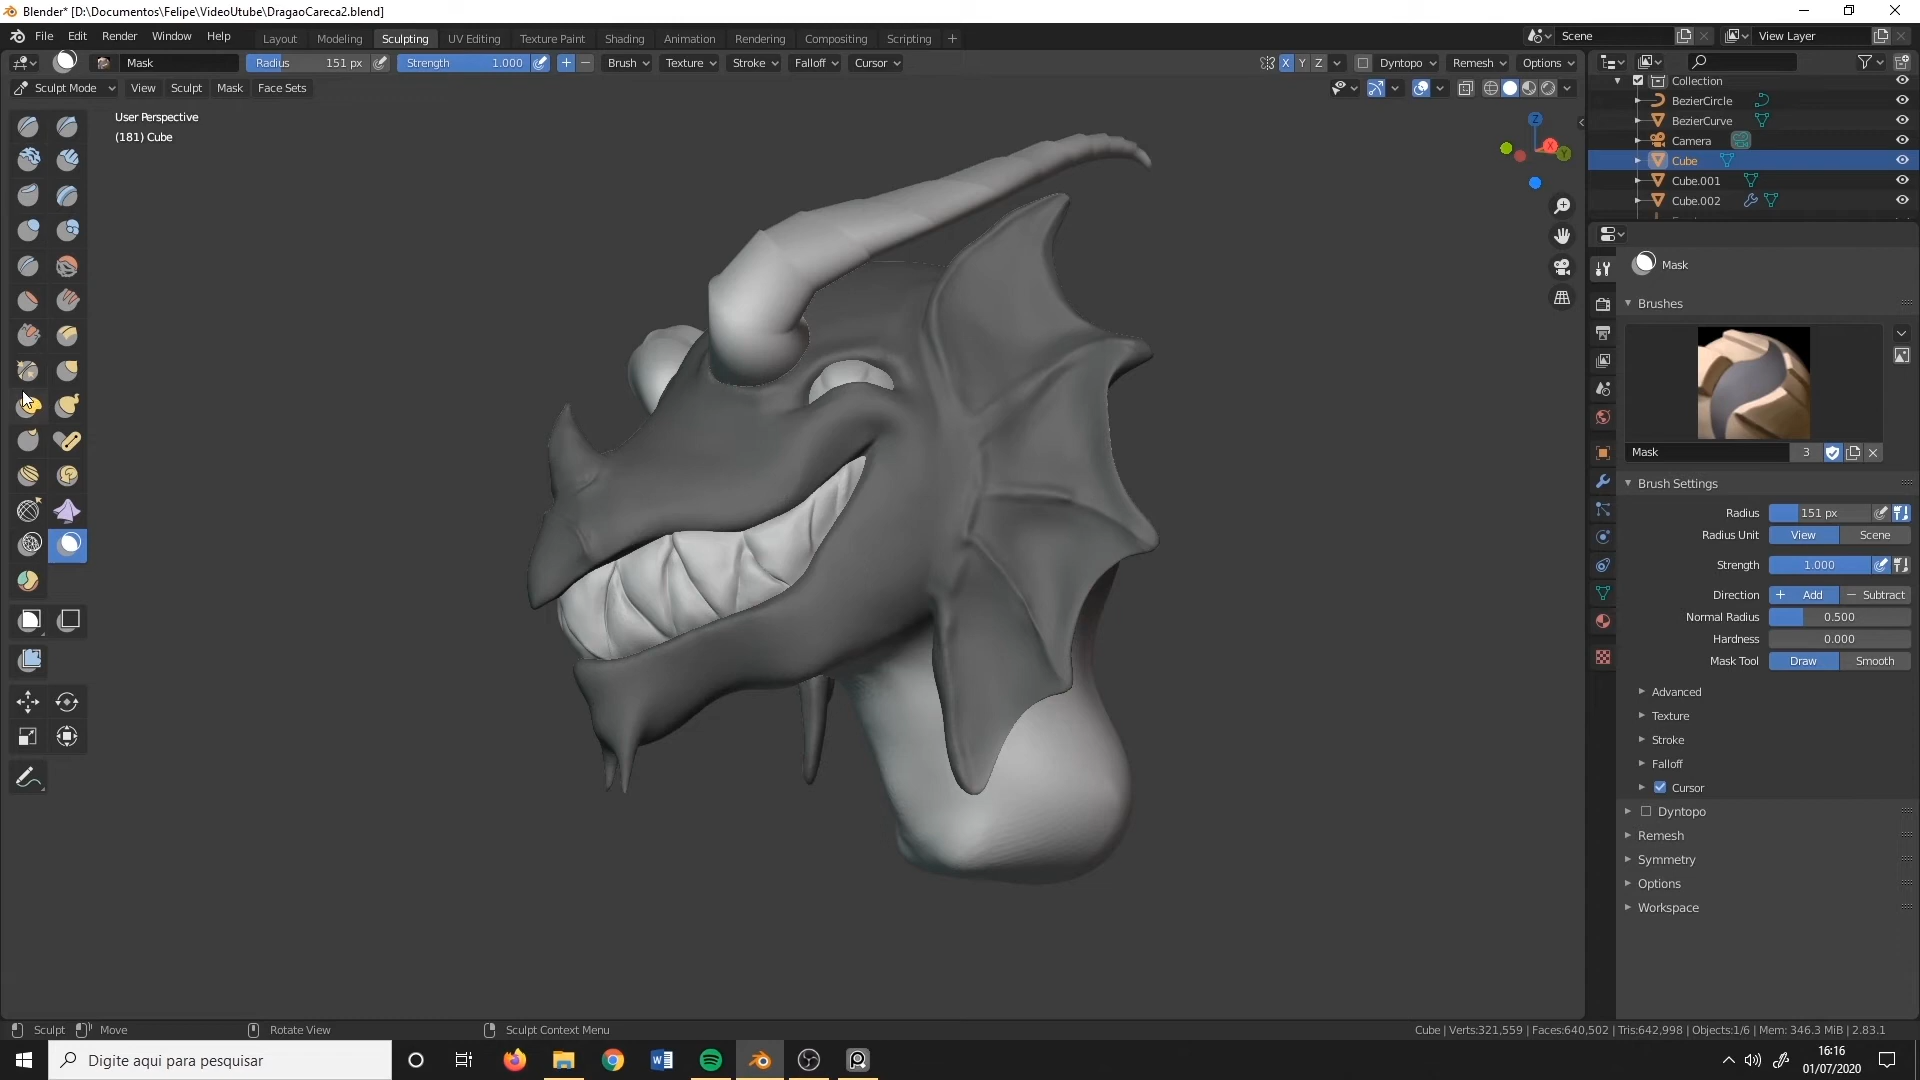 Blender* [D:\Documentos\Felipe\VideoUtube\DragaoCareca2.blend]
File Edit Render Window Help
Layout Modeling Sculpting UV Editing Texture Paint Shading Animation Rendering Compositing Scripting
Scene
View Layer
Mask
Radius 151 px
Strength 1.000
Brush Texture Stroke Falloff Cursor
X Y Z
Dyntopo Remesh Options
Sculpt Mode View Sculpt Mask Face Sets
User Perspective
(181) Cube
Z
X
Y
Collection
BezierCircle
BezierCurve
Camera
Cube
Cube.001
Cube.002
Mask
Brushes
Mask 3
Brush Settings
Radius 151 px
Radius Unit View Scene
Strength 1.000
Direction + Add − Subtract
Normal Radius 0.500
Hardness 0.000
Mask Tool Draw Smooth
Advanced
Texture
Stroke
Falloff
Cursor
Dyntopo
Remesh
Symmetry
Options
Workspace
Sculpt Move Rotate View Sculpt Context Menu
Cube | Verts:321,559 | Faces:640,502 | Tris:642,998 | Objects:1/6 | Mem: 346.3 MiB | 2.83.1
Digite aqui para pesquisar
16:16
01/07/2020